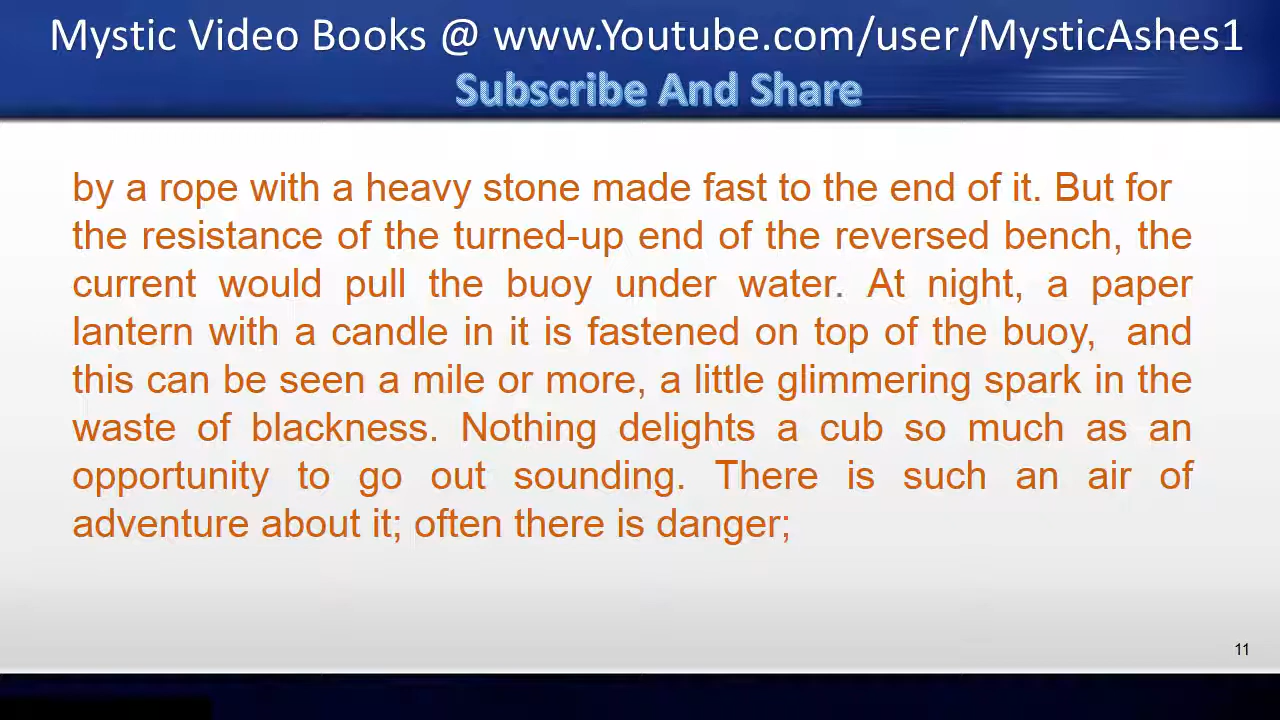 Mystic Video Books @ www.Youtube.com/user/MysticAshes1
Subscribe And Share
by a rope with a heavy stone made fast to the end of it. But for
the resistance of the turned-up end of the reversed bench, the
current would pull the buoy under water. At night, a paper
lantern with a candle in it is fastened on top of the buoy, and
this can be seen a mile or more, a little glimmering spark in the
waste of blackness. Nothing delights a cub so much as an
opportunity to go out sounding. There is such an air of
adventure about it; often there is danger;
11